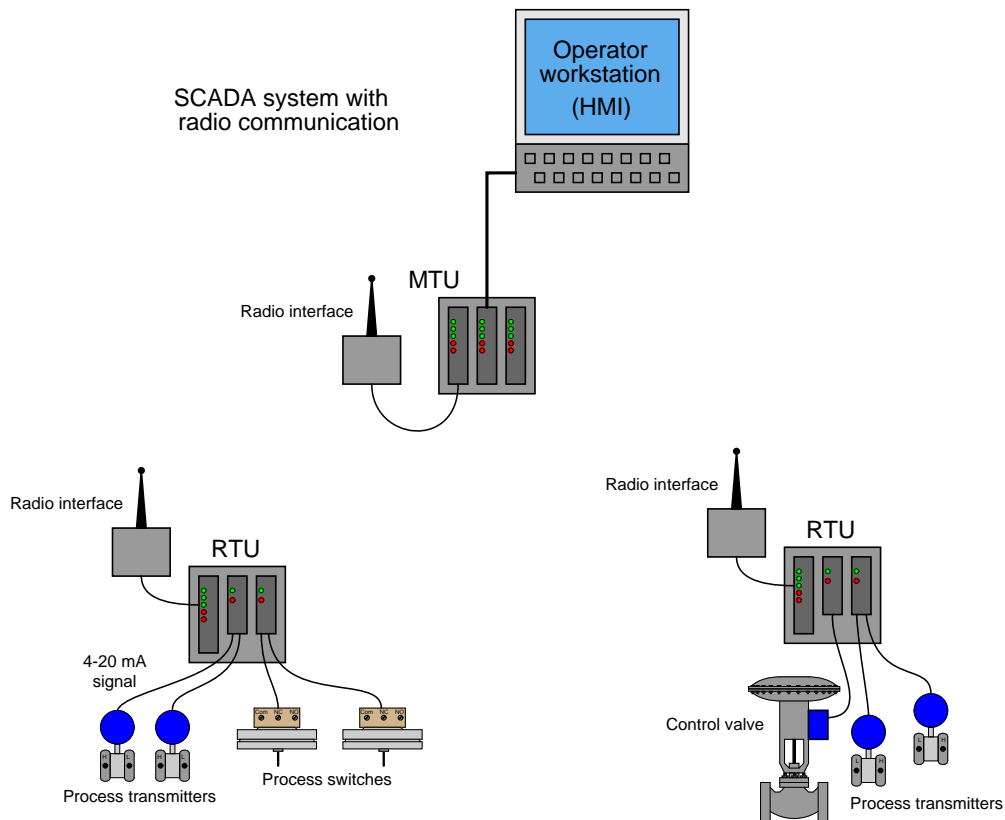 Operator
workstation
(HMI)
SCADA system with
radio communication
MTU
Radio interface
Radio interface
RTU
4-20 mA
signal
Com NC NO
Com NC NO
H L
H L
Process transmitters
Process switches
Radio interface
RTU
Control valve
L H
L H
Process transmitters